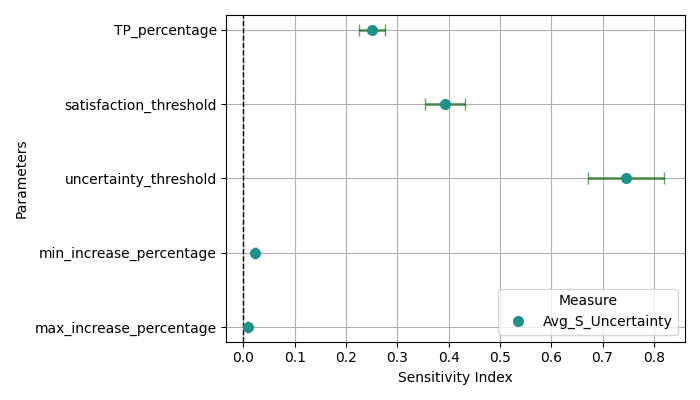 TP_percentage
satisfaction_threshold
uncertainty_threshold
min_increase_percentage
max_increase_percentage
Parameters
Measure
Avg_S_Uncertainty
0.0 0.1 0.2 0.3 0.4 0.5 0.6 0.7 0.8
Sensitivity Index